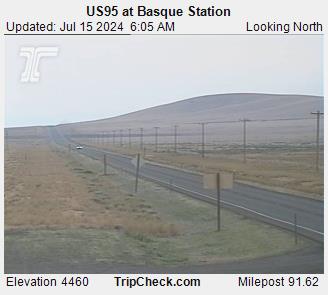 US95 at Basque Station
Updated: Jul 15 2024 6:05 AM Looking North
Elevation 4460 TripCheck.com Milepost 91.62